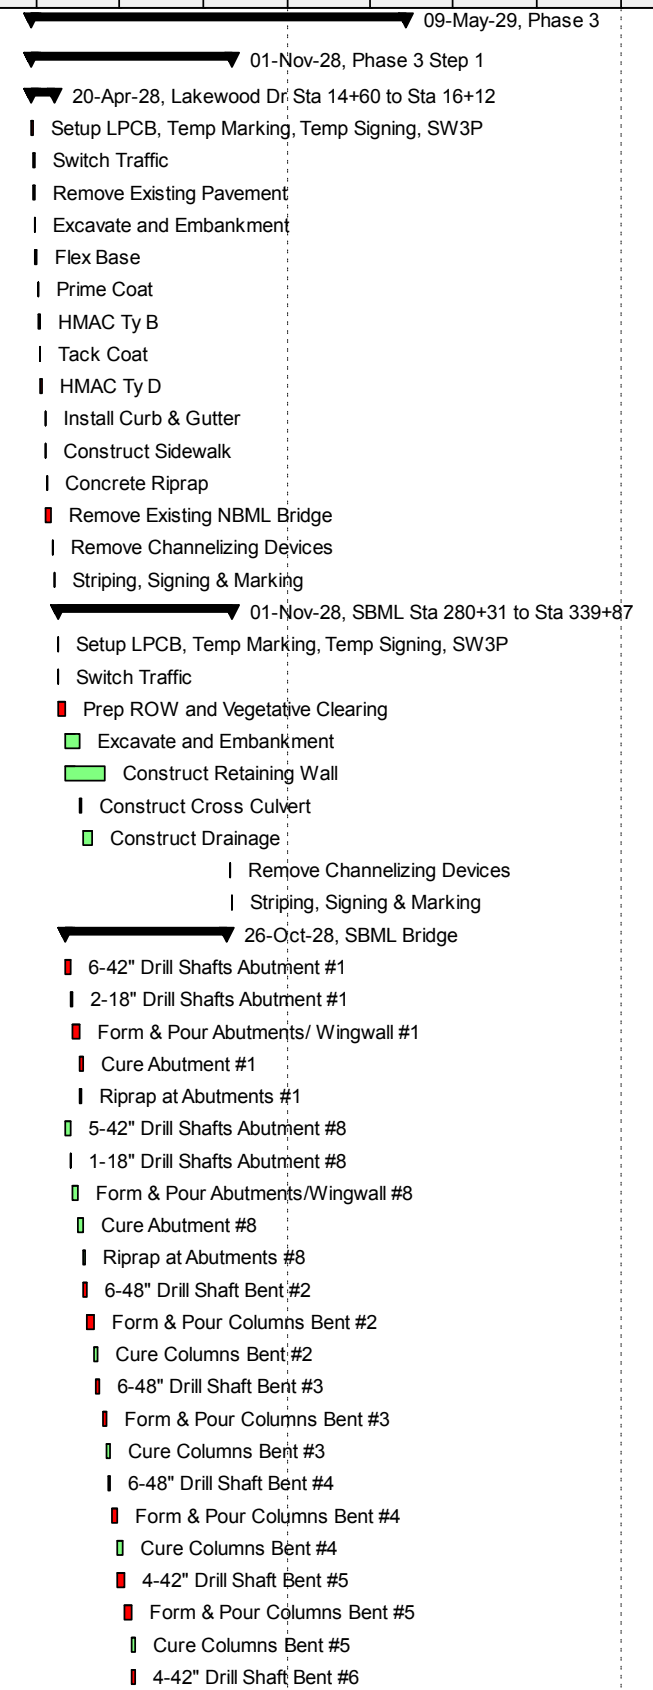 09-May-29, Phase 3
01-Nov-28, Phase 3 Step 1
20-Apr-28, Lakewood Dr Sta 14+60 to Sta 16+12
Setup LPCB, Temp Marking, Temp Signing, SW3P
Switch Traffic
Remove Existing Pavement
Excavate and Embankment
Flex Base
Prime Coat
HMAC Ty B
Tack Coat
HMAC Ty D
Install Curb & Gutter
Construct Sidewalk
Concrete Riprap
Remove Existing NBML Bridge
Remove Channelizing Devices
Striping, Signing & Marking
01-Nov-28, SBML Sta 280+31 to Sta 339+87
Setup LPCB, Temp Marking, Temp Signing, SW3P
Switch Traffic
Prep ROW and Vegetative Clearing
Excavate and Embankment
Construct Retaining Wall
Construct Cross Culvert
Construct Drainage
Remove Channelizing Devices
Striping, Signing & Marking
26-Oct-28, SBML Bridge
6-42" Drill Shafts Abutment #1
2-18" Drill Shafts Abutment #1
Form & Pour Abutments/ Wingwall #1
Cure Abutment #1
Riprap at Abutments #1
5-42" Drill Shafts Abutment #8
1-18" Drill Shafts Abutment #8
Form & Pour Abutments/Wingwall #8
Cure Abutment #8
Riprap at Abutments #8
6-48" Drill Shaft Bent #2
Form & Pour Columns Bent #2
Cure Columns Bent #2
6-48" Drill Shaft Bent #3
Form & Pour Columns Bent #3
Cure Columns Bent #3
6-48" Drill Shaft Bent #4
Form & Pour Columns Bent #4
Cure Columns Bent #4
4-42" Drill Shaft Bent #5
Form & Pour Columns Bent #5
Cure Columns Bent #5
4-42" Drill Shaft Bent #6